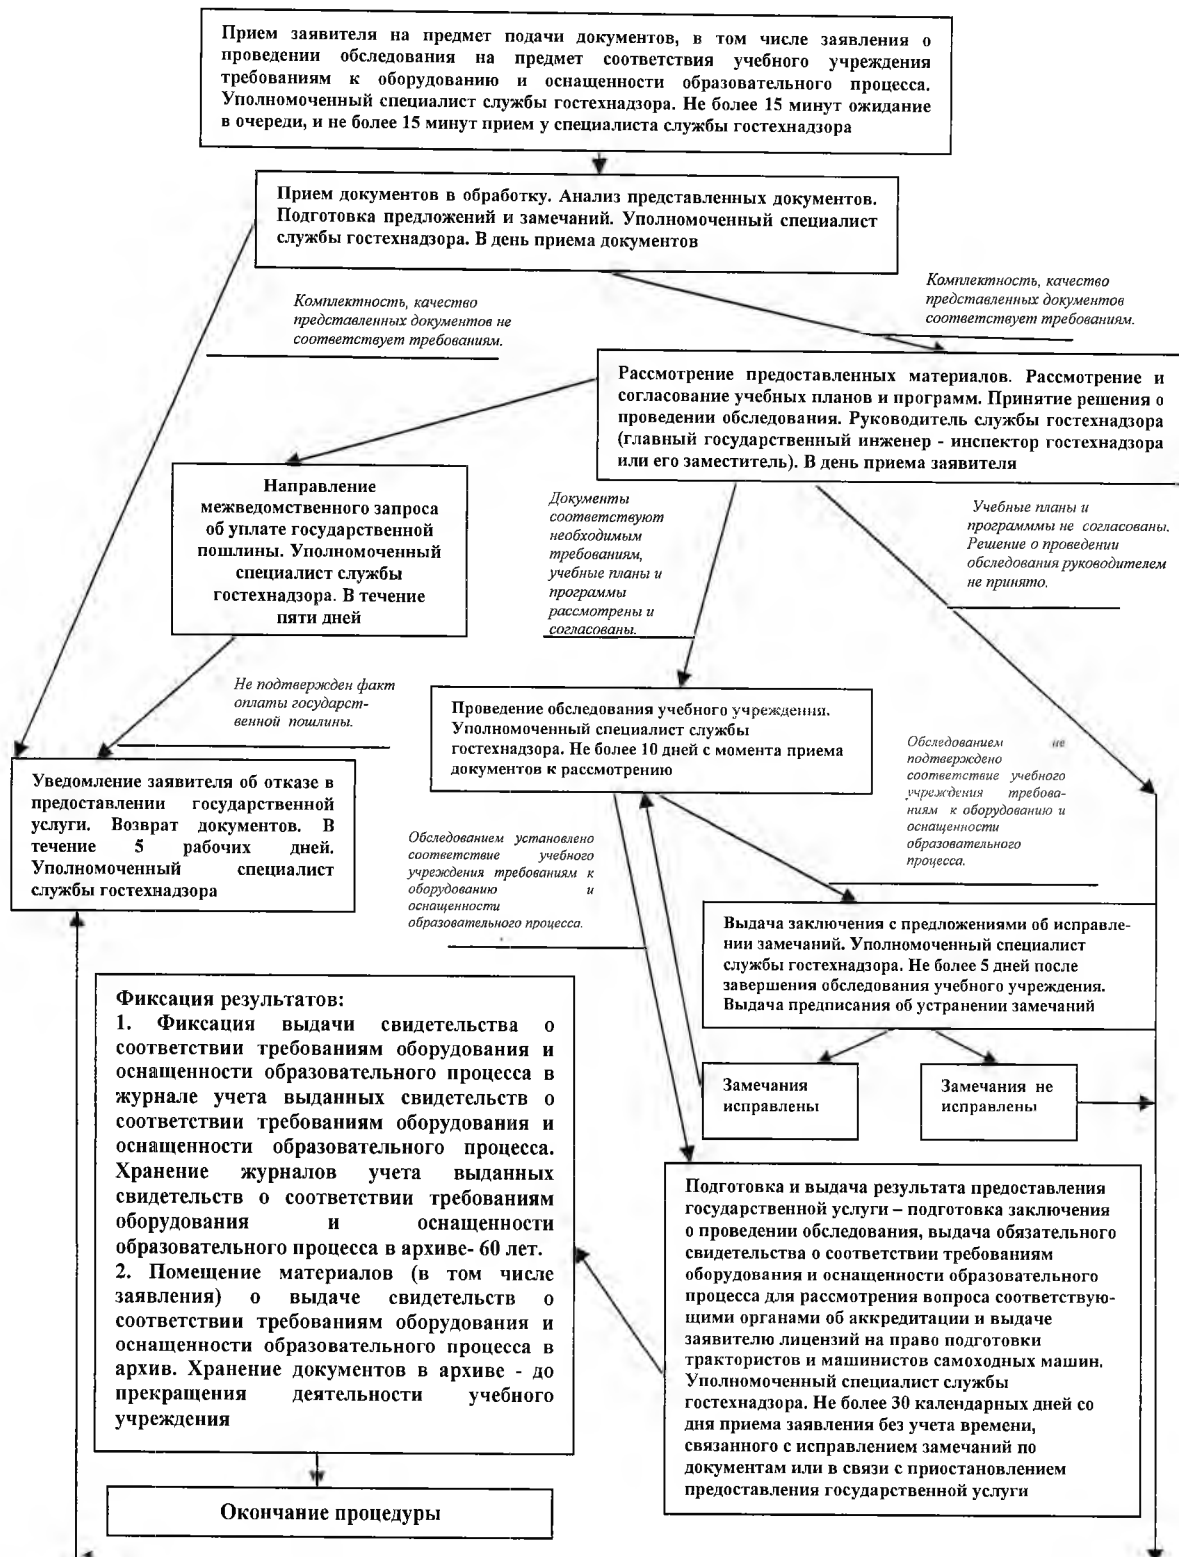 Прием заявителя на предмет подачи документов, в том числе заявления о
проведении обследования на предмет соответствия учебного учреждения
требованиям к оборудованию и оснащенности образовательного процесса.
Уполномоченный специалист службы гостехнадзора. Не более 15 минут ожидание
в очереди, и не более 15 минут прием у специалиста службы гостехнадзора
Прием документов в обработку. Анализ представленных документов.
Подготовка предложений и замечаний. Уполномоченный специалист
службы гостехнадзора. В день приема документов
Комплектность, качество
представленных документов не
соответствует требованиям.
Комплектность, качество
представленных документов
соответствует требованиям.
Рассмотрение предоставленных материалов. Рассмотрение и
согласование учебных планов и программ. Принятие решения о
проведении обследования. Руководитель службы гостехнадзора
(главный государственный инженер - инспектор гостехнадзора
или его заместитель). В день приема заявителя
Направление
межведомственного запроса
об уплате государственной
пошлины. Уполномоченный
специалист службы
гостехнадзора. В течение
пяти дней
Документы
соответствуют
необходимым
требованиям,
учебные планы и
программы
рассмотрены и
согласованы.
Учебные планы и
програмmмы не согласованы.
Решение о проведении
обследования руководителем
не принято.
Не подтвержден факт
оплаты государст-
венной пошлины.
Проведение обследования учебного учреждения.
Уполномоченный специалист службы
гостехнадзора. Не более 10 дней с момента приема
документов к рассмотрению
Обследованием не
подтверждено
соответствие учебного
учреждения требова-
ниям к оборудованию и
оснащенности
образовательного
процесса.
Уведомление заявителя об отказе в
предоставлении государственной
услуги. Возврат документов. В
течение 5 рабочих дней.
Уполномоченный специалист
службы гостехнадзора
Обследованием установлено
соответствие учебного
учреждения требованиям к
оборудованию и
оснащенности
образовательного процесса.
Выдача заключения с предложениями об исправле-
нии замечаний. Уполномоченный специалист
службы гостехнадзора. Не более 5 дней после
завершения обследования учебного учреждения.
Выдача предписания об устранении замечаний
Замечания
исправлены
Замечания не
исправлены
Фиксация результатов:
1. Фиксация выдачи свидетельства о
соответствии требованиям оборудования и
оснащенности образовательного процесса в
журнале учета выданных свидетельств о
соответствии требованиям оборудования и
оснащенности образовательного процесса.
Хранение журналов учета выданных
свидетельств о соответствии требованиям
оборудования и оснащенности
образовательного процесса в архиве- 60 лет.
2. Помещение материалов (в том числе
заявления) о выдаче свидетельств о
соответствии требованиям оборудования и
оснащенности образовательного процесса в
архив. Хранение документов в архиве - до
прекращения деятельности учебного
учреждения
Подготовка и выдача результата предоставления
государственной услуги – подготовка заключения
о проведении обследования, выдача обязательного
свидетельства о соответствии требованиям
оборудования и оснащенности образовательного
процесса для рассмотрения вопроса соответствую-
щими органами об аккредитации и выдаче
заявителю лицензий на право подготовки
трактористов и машинистов самоходных машин.
Уполномоченный специалист службы
гостехнадзора. Не более 30 календарных дней со
дня приема заявления без учета времени,
связанного с исправлением замечаний по
документам или в связи с приостановлением
предоставления государственной услуги
Окончание процедуры